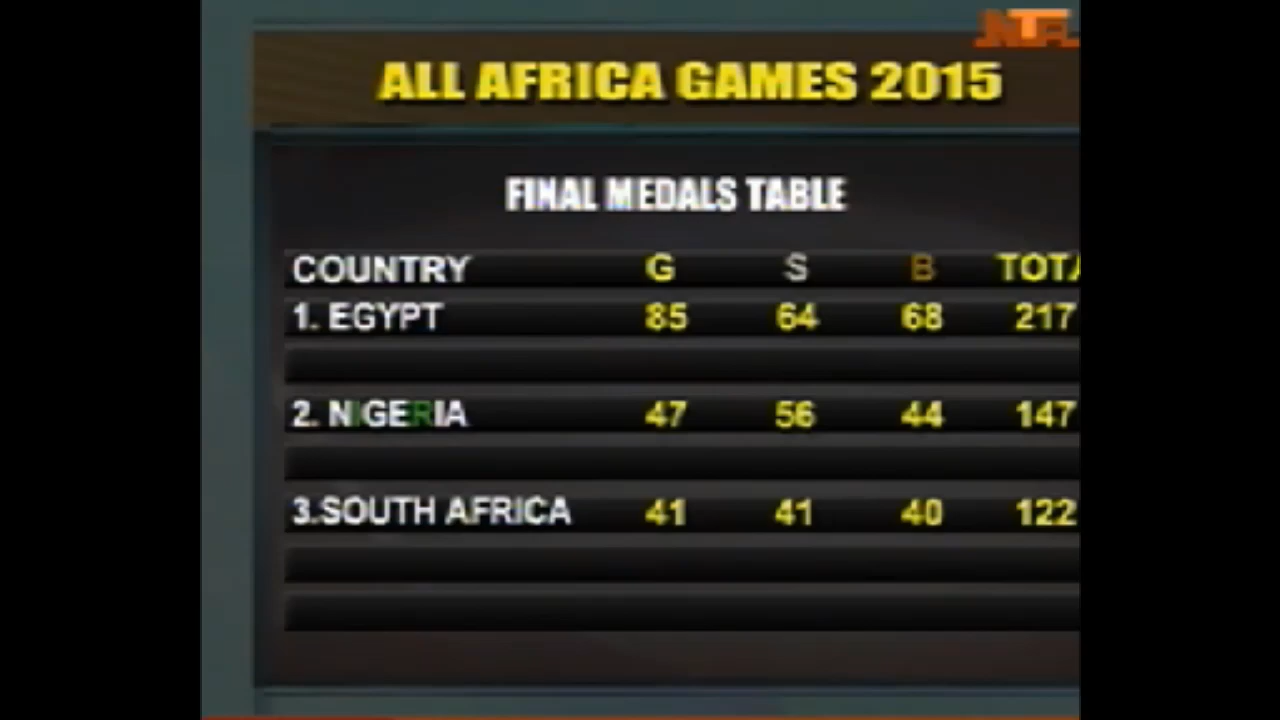 ALL AFRICA GAMES 2015
FINAL MEDALS TABLE
COUNTRY G S B TOTA
1. EGYPT 85 64 68 217
2. NIGERIA 47 56 44 147
3.SOUTH AFRICA 41 41 40 122